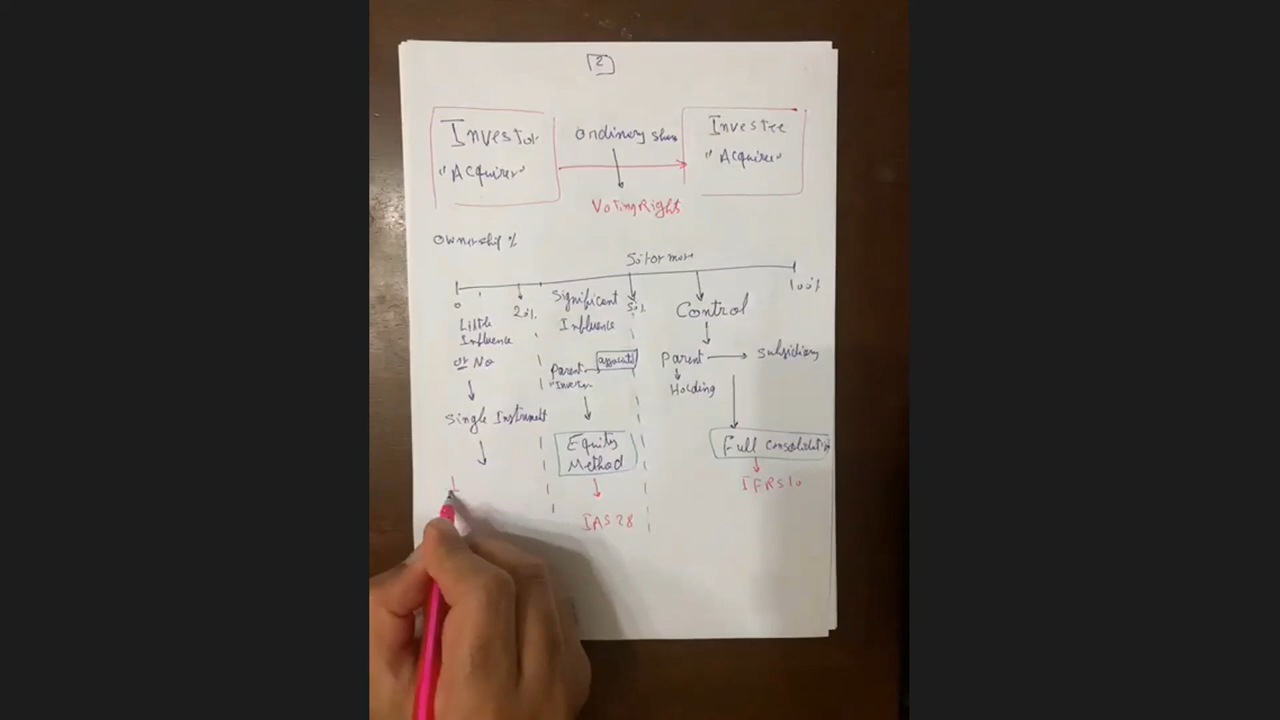 2
Investor
"Acquirer"
ordinary shares
Voting Right
Investee
"Acquiree"
Ownership %
50% or more
0
20%
50%
100%
Little
Influence
or No
Single Instrument
Significant
Influence
Parent
"Investor"
associate
Equity
Method
IAS 28
Control
Parent
Subsidiary
Holding
Full consolidation
IFRS 10
I